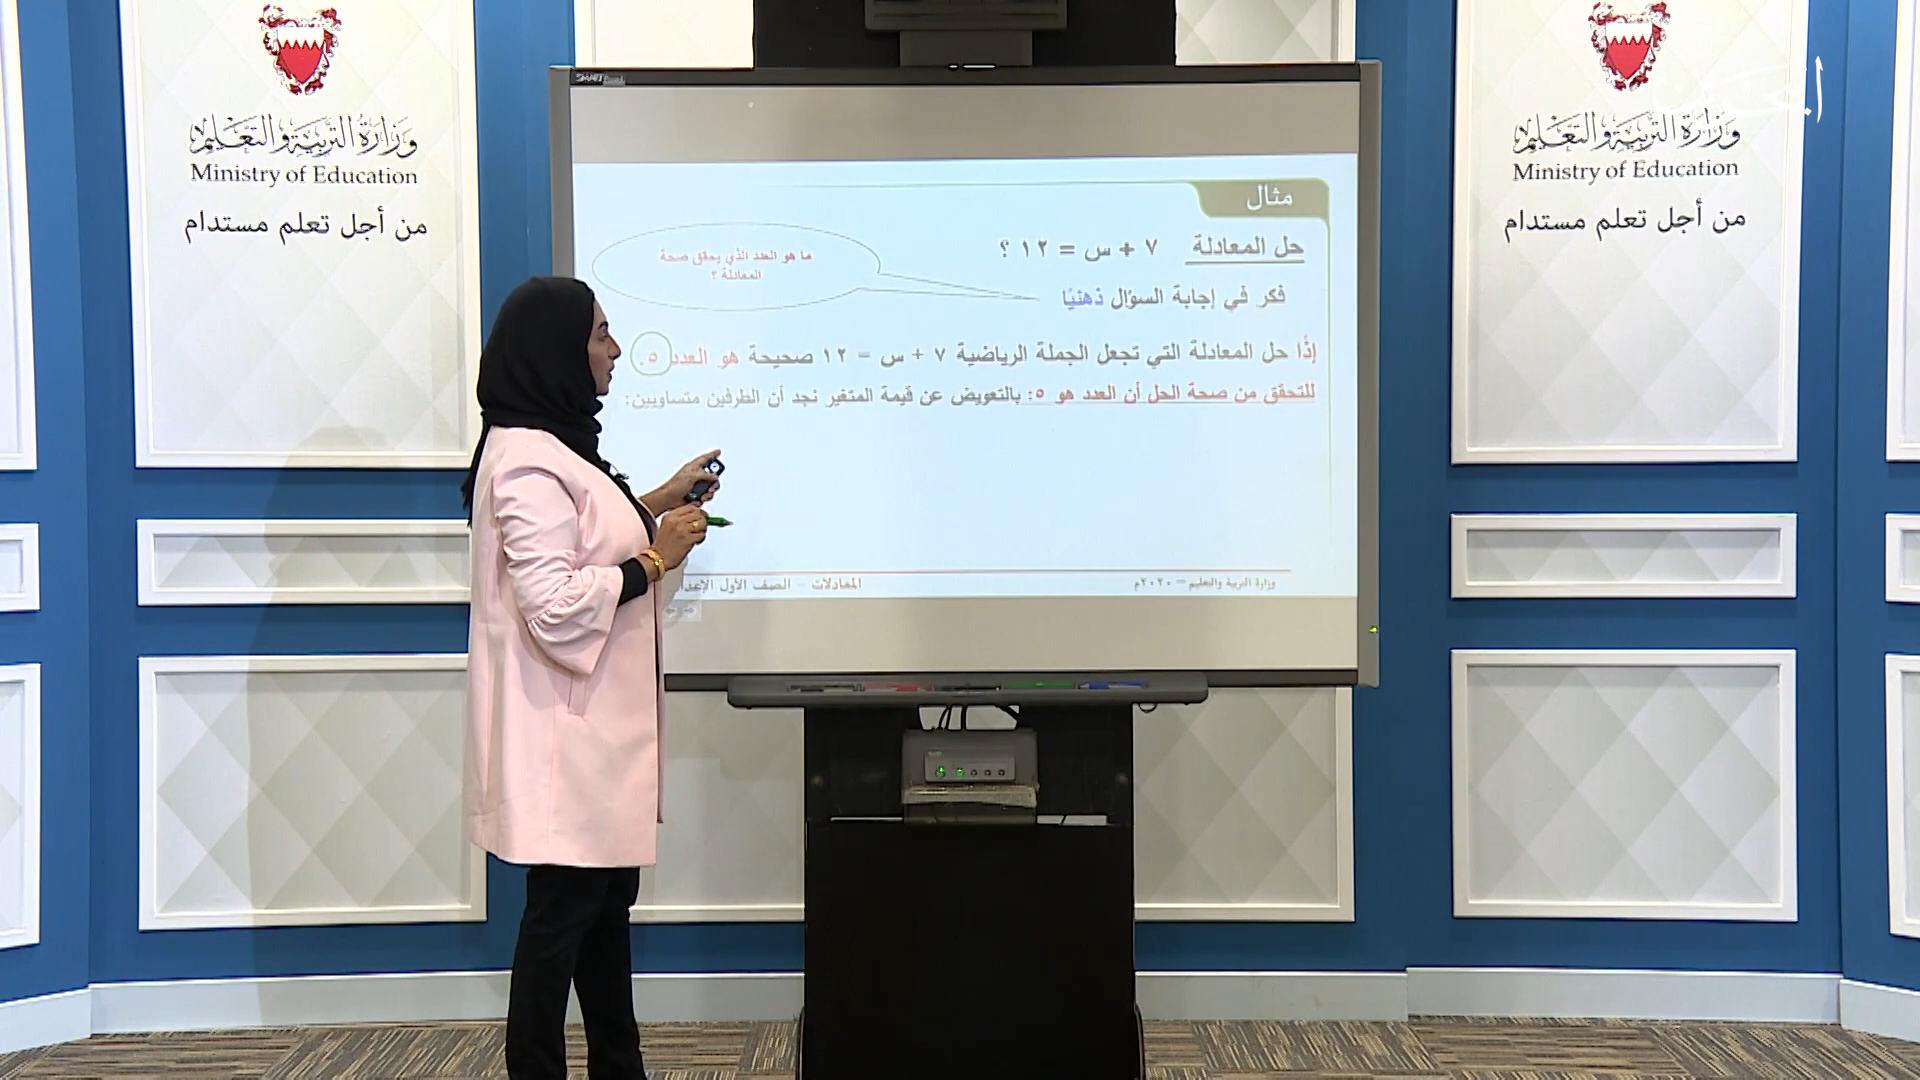 وزارة التربية والتعليم
Ministry of Education
من أجل تعلم مستدام
SMART Board
مثال
حل المعادلة ٧ + س = ١٢ ؟
ما هو العدد الذي يحقق صحة
المعادلة ؟
فكر في إجابة السؤال ذهنيًا
إذًا حل المعادلة التي تجعل الجملة الرياضية ٧ + س = ١٢ صحيحة هو العدد ٥.
للتحقق من صحة الحل أن العدد هو ٥: بالتعويض عن قيمة المتغير نجد أن الطرفين متساويين:
وزارة التربية والتعليم – ٢٠٢٠م
المعادلات – الصف الأول
وزارة التربية والتعليم
Ministry of Education
من أجل تعلم مستدام